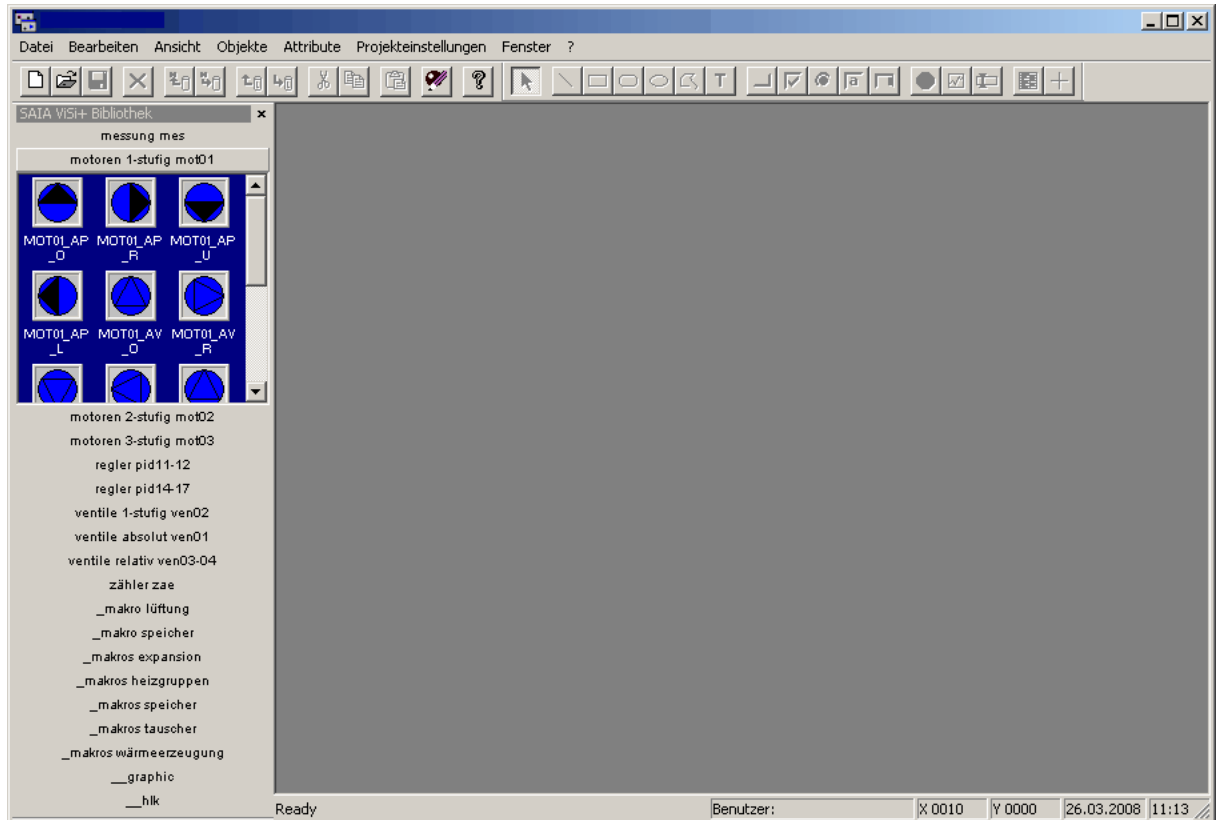 Datei Bearbeiten Ansicht Objekte Attribute Projekteinstellungen Fenster ?
T
a
SAIA ViSi+ Bibliothek
messung mes
motoren 1-stufig mot01
MOT01_AP_O MOT01_AP_R MOT01_AP_U
MOT01_AP_L MOT01_AV_O MOT01_AV_R
motoren 2-stufig mot02
motoren 3-stufig mot03
regler pid11-12
regler pid14-17
ventile 1-stufig ven02
ventile absolut ven01
ventile relativ ven03-04
zähler zae
_makro lüftung
_makro speicher
_makros expansion
_makros heizgruppen
_makros speicher
_makros tauscher
_makros wärmeerzeugung
__graphic
__hlk
Ready Benutzer: X 0010 Y 0000 26.03.2008 11:13